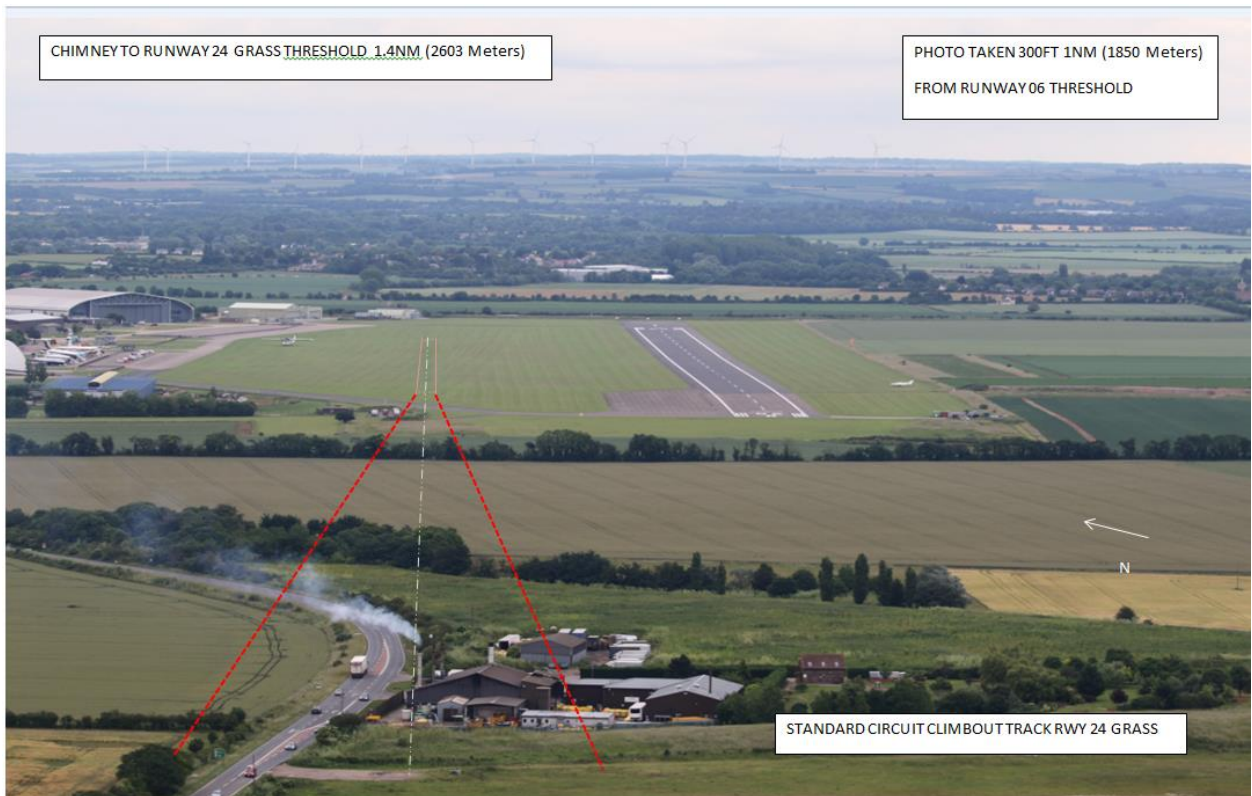 CHIMNEY TO RUNWAY 24 GRASS THRESHOLD 1.4NM (2603 Meters)
PHOTO TAKEN 300FT 1NM (1850 Meters)
FROM RUNWAY 06 THRESHOLD
N
STANDARD CIRCUIT CLIMBOUT TRACK RWY 24 GRASS